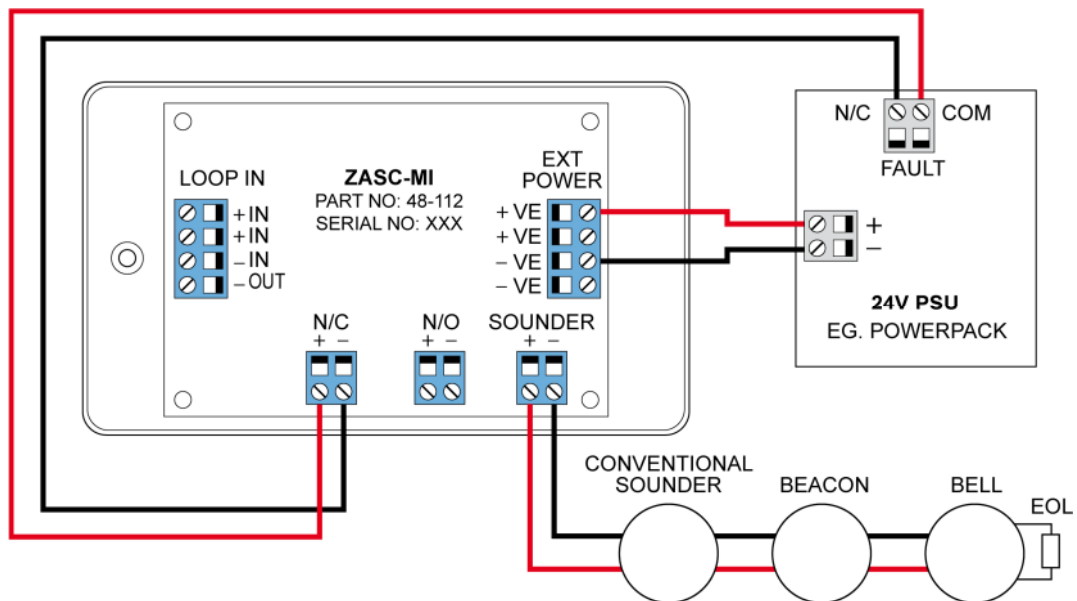 N/C
COM
FAULT
LOOP IN
ZASC-MI
PART NO: 48-112
SERIAL NO: XXX
EXT
POWER
+ IN
+ IN
– IN
– OUT
+ VE
+ VE
– VE
– VE
+
–
24V PSU
EG. POWERPACK
N/C
+ –
N/O
+ –
SOUNDER
+ –
CONVENTIONAL
SOUNDER
BEACON
BELL
EOL